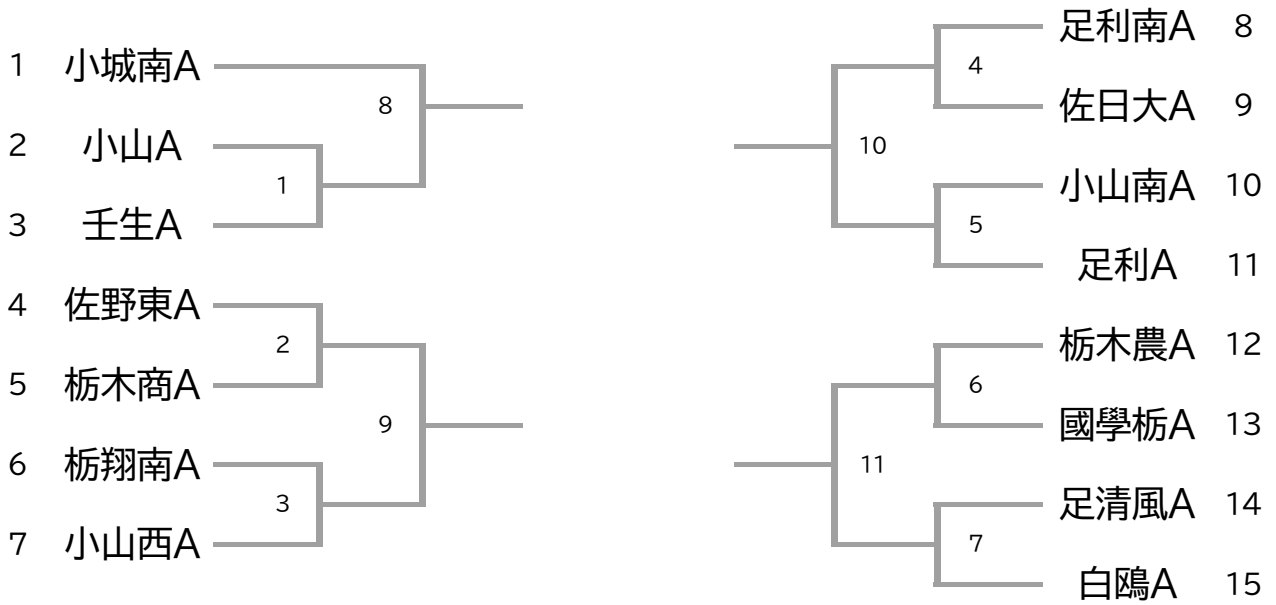 1 小城南A
8
2 小山A
1
3 壬生A
4 佐野東A
2
5 栃木商A
9
6 栃翔南A
3
7 小山西A
足利南A 8
4
佐日大A 9
10
小山南A 10
5
足利A 11
栃木農A 12
6
國學栃A 13
11
足清風A 14
7
白鴎A 15